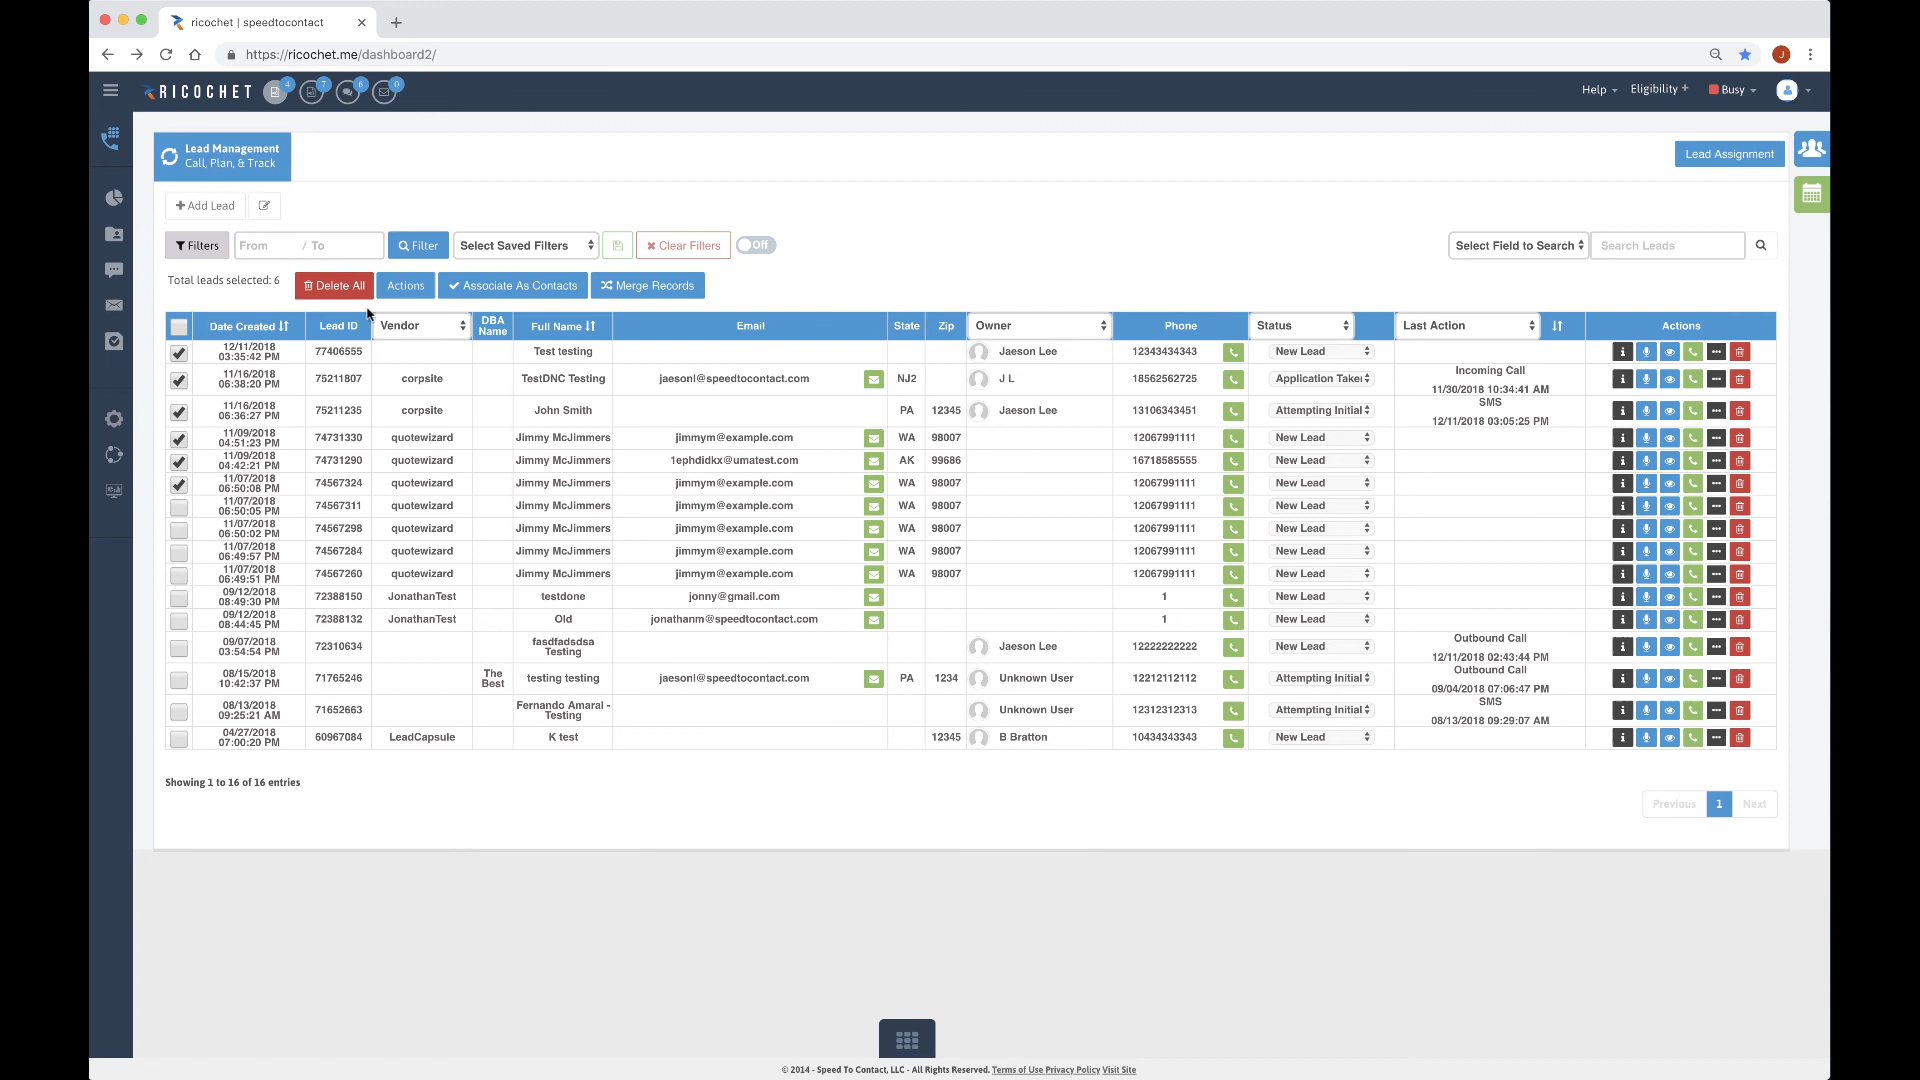 ricochet | speedtocontact
https://ricochet.me/dashboard2/
J
RICOCHET 4 7 6 0
Help Eligibility + Busy
Lead Management
Call, Plan, & Track
Lead Assignment
+ Add Lead
Filters From / To Filter Select Saved Filters Clear Filters Off Select Field to Search Search Leads
Total leads selected: 6 Delete All Actions Associate As Contacts Merge Records
Date Created Lead ID Vendor DBA Name Full Name Email State Zip Owner Phone Status Last Action Actions
12/11/2018 03:35:42 PM 77406555 Test testing Jaeson Lee 12343434343 New Lead
11/16/2018 06:38:20 PM 75211807 corpsite TestDNC Testing jaesonl@speedtocontact.com NJ2 J L 18562562725 Application Taken Incoming Call 11/30/2018 10:34:41 AM
11/16/2018 06:36:27 PM 75211235 corpsite John Smith PA 12345 Jaeson Lee 13106343451 Attempting Initial SMS 12/11/2018 03:05:25 PM
11/09/2018 04:51:23 PM 74731330 quotewizard Jimmy McJimmers jimmym@example.com WA 98007 12067991111 New Lead
11/09/2018 04:42:21 PM 74731290 quotewizard Jimmy McJimmers 1ephdidkx@umatest.com AK 99686 16718585555 New Lead
11/07/2018 06:50:08 PM 74567324 quotewizard Jimmy McJimmers jimmym@example.com WA 98007 12067991111 New Lead
11/07/2018 06:50:05 PM 74567311 quotewizard Jimmy McJimmers jimmym@example.com WA 98007 12067991111 New Lead
11/07/2018 06:50:02 PM 74567298 quotewizard Jimmy McJimmers jimmym@example.com WA 98007 12067991111 New Lead
11/07/2018 06:49:57 PM 74567284 quotewizard Jimmy McJimmers jimmym@example.com WA 98007 12067991111 New Lead
11/07/2018 06:49:51 PM 74567260 quotewizard Jimmy McJimmers jimmym@example.com WA 98007 12067991111 New Lead
09/12/2018 08:49:30 PM 72388150 JonathanTest testdone jonny@gmail.com 1 New Lead
09/12/2018 08:44:45 PM 72388132 JonathanTest Old jonathanm@speedtocontact.com 1 New Lead
09/07/2018 03:54:54 PM 72310634 fasdfadsdsa Testing Jaeson Lee 12222222222 New Lead Outbound Call 12/11/2018 02:43:44 PM
08/15/2018 10:42:37 PM 71765246 The Best testing testing jaesonl@speedtocontact.com PA 1234 Unknown User 12212112112 Attempting Initial Outbound Call 09/04/2018 07:06:47 PM
08/13/2018 09:25:21 AM 71652663 Fernando Amaral - Testing Unknown User 12312312313 Attempting Initial SMS 08/13/2018 09:29:07 AM
04/27/2018 07:00:20 PM 60967084 LeadCapsule K test 12345 B Bratton 10434343343 New Lead
Showing 1 to 16 of 16 entries
Previous 1 Next
© 2014 - Speed To Contact, LLC - All Rights Reserved. Terms of Use Privacy Policy Visit Site